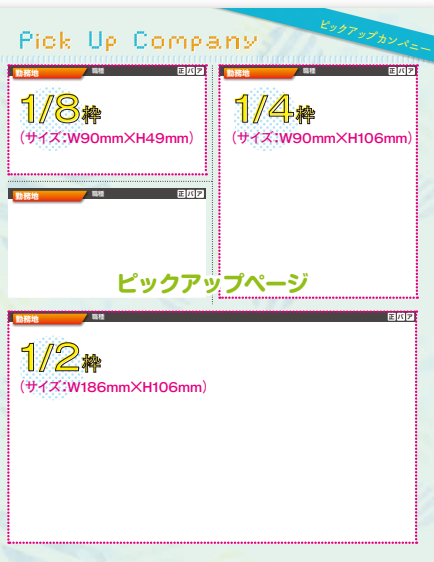 Pick Up Company
ピックアップカンパニー
勤務地 職種 正 パ ア
1/8枠
（サイズ：W90mm×H49mm）
勤務地 職種 正 パ ア
1/4枠
（サイズ：W90mm×H106mm）
勤務地 職種 正 パ ア
ピックアップページ
勤務地 職種 正 パ ア
1/2枠
（サイズ：W186mm×H106mm）